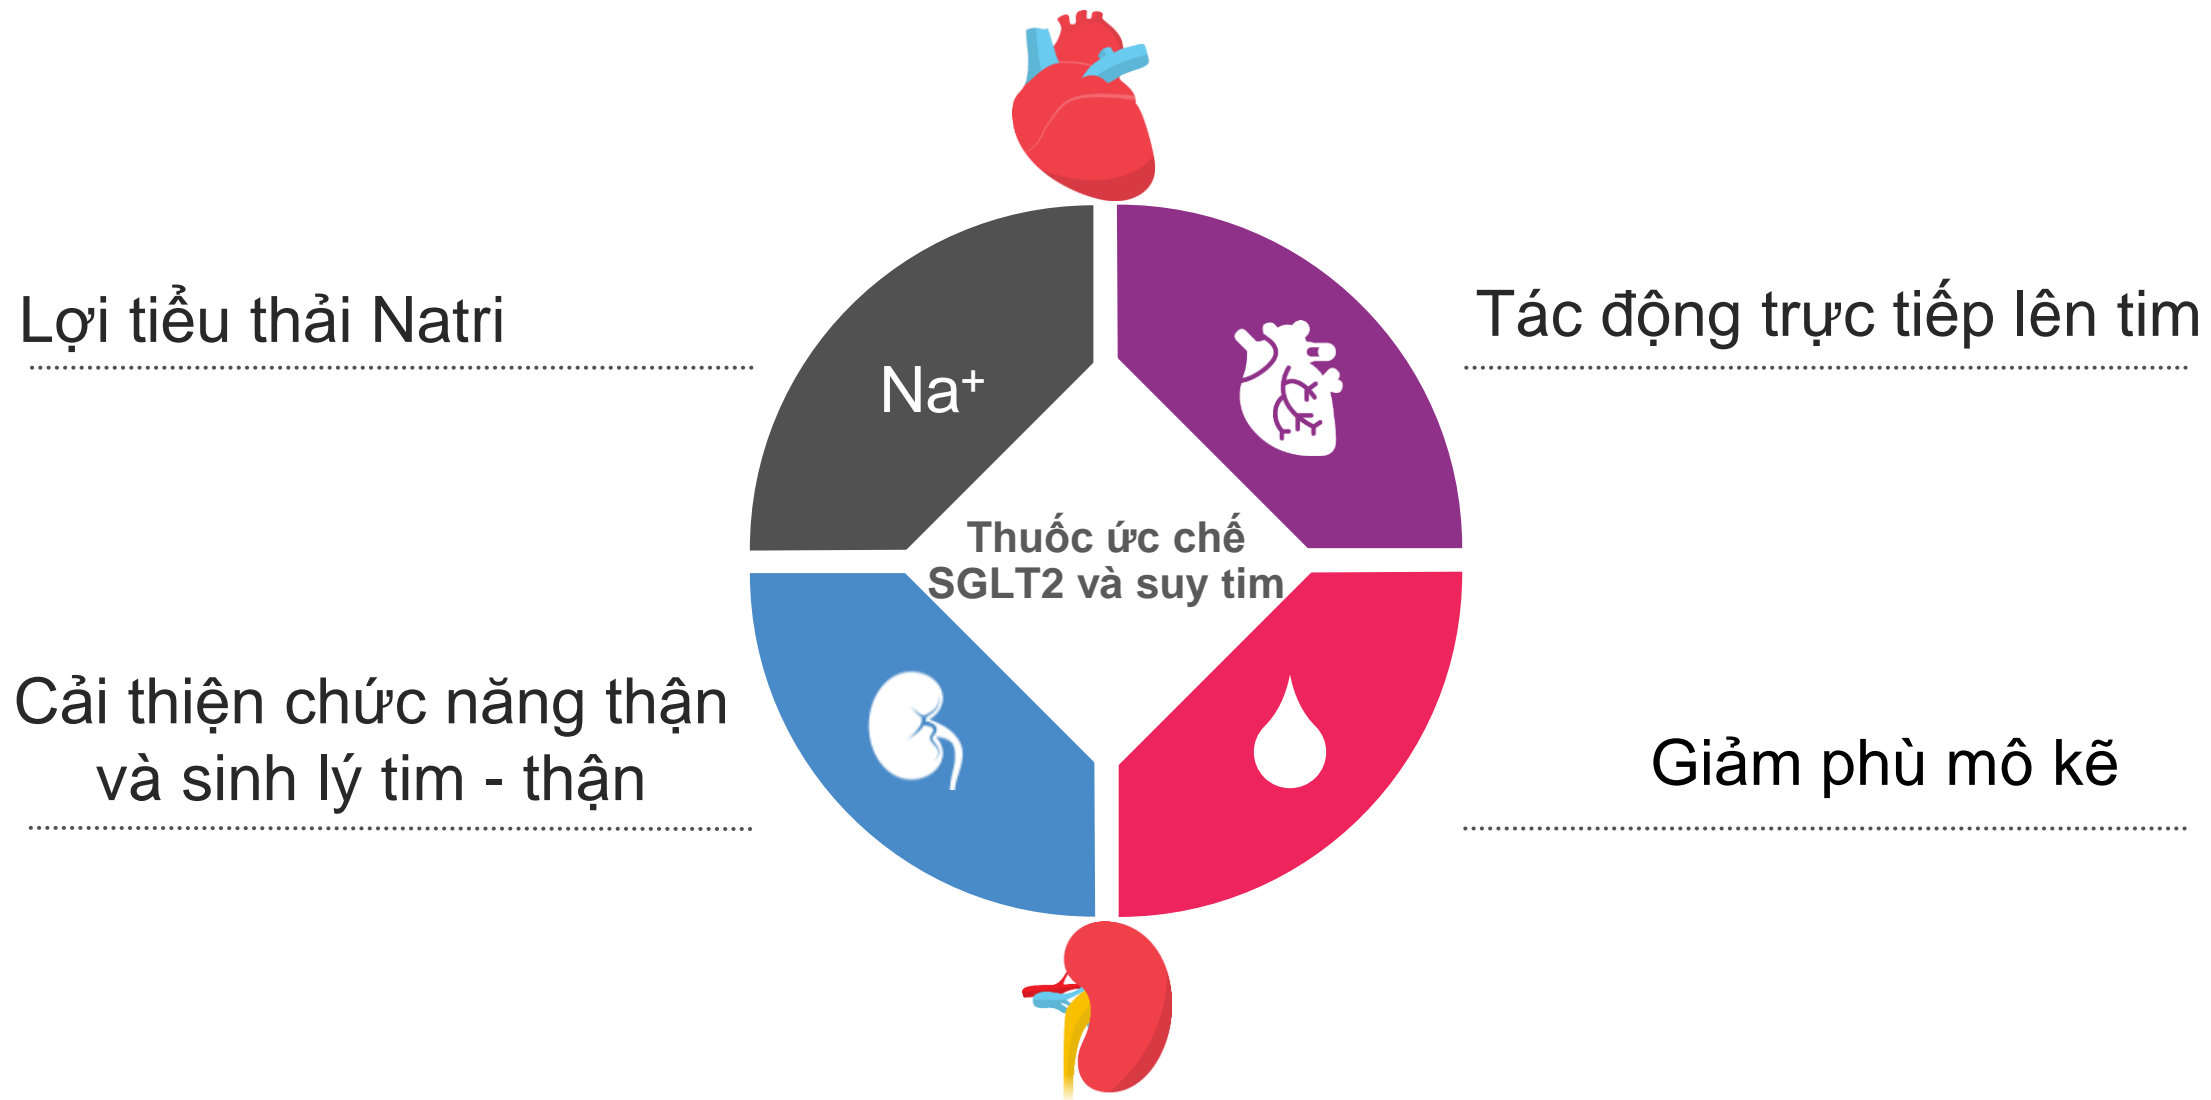 Lợi tiểu thải Natri
Tác động trực tiếp lên tim
Na⁺
Thuốc ức chế
SGLT2 và suy tim
Cải thiện chức năng thận
và sinh lý tim - thận
Giảm phù mô kẽ